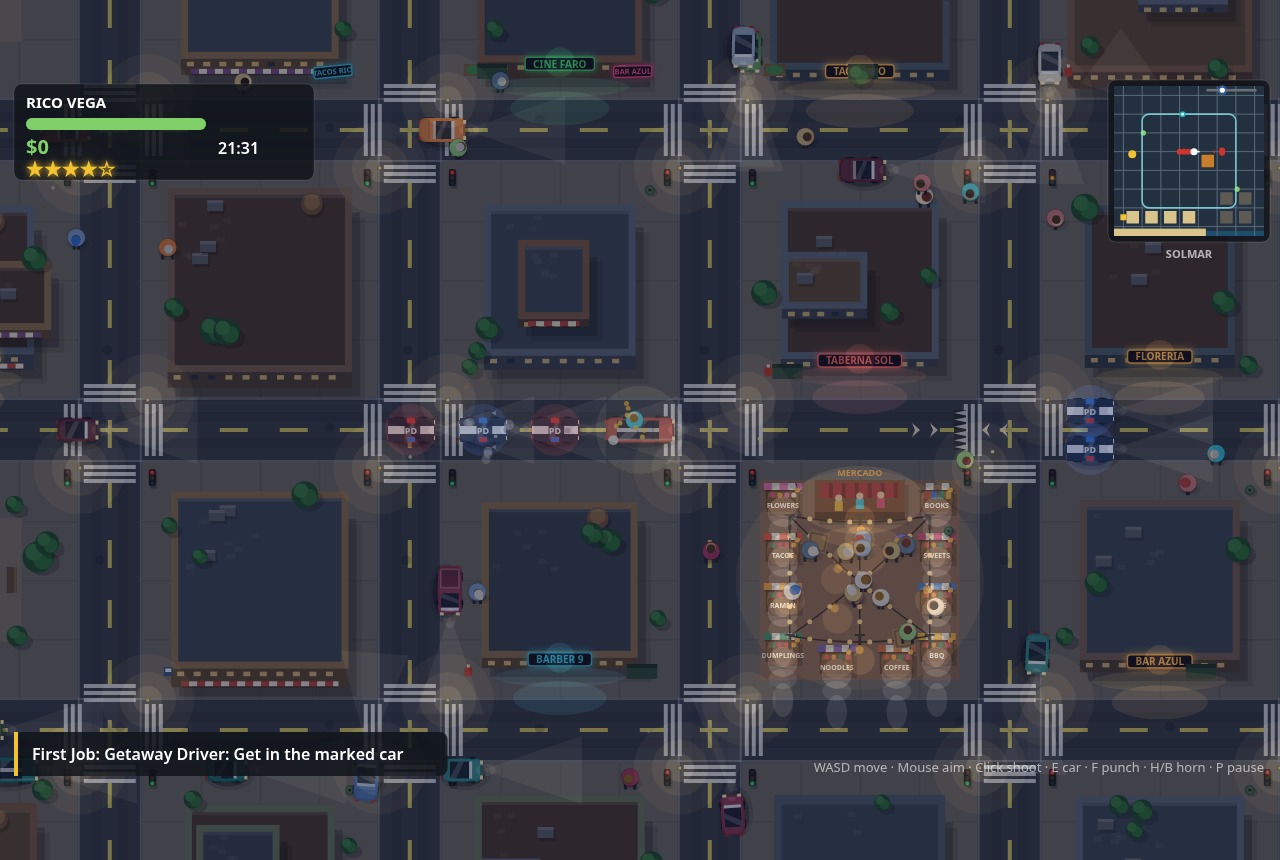 CINE FARO
TACOS RIO
BAR AZUL
RICO VEGA
$0
21:31
SOLMAR
TABERNA SOL
FLORERIA
PD
PD
PD
PD
PD
MERCADO
FLOWERS
BOOKS
TACOS
SWEETS
RAMEN
DUMPLINGS
BBQ
NOODLES
COFFEE
BARBER 9
BAR AZUL
First Job: Getaway Driver: Get in the marked car
WASD move · Mouse aim · Click shoot · E car · F punch · H/B horn · P pause